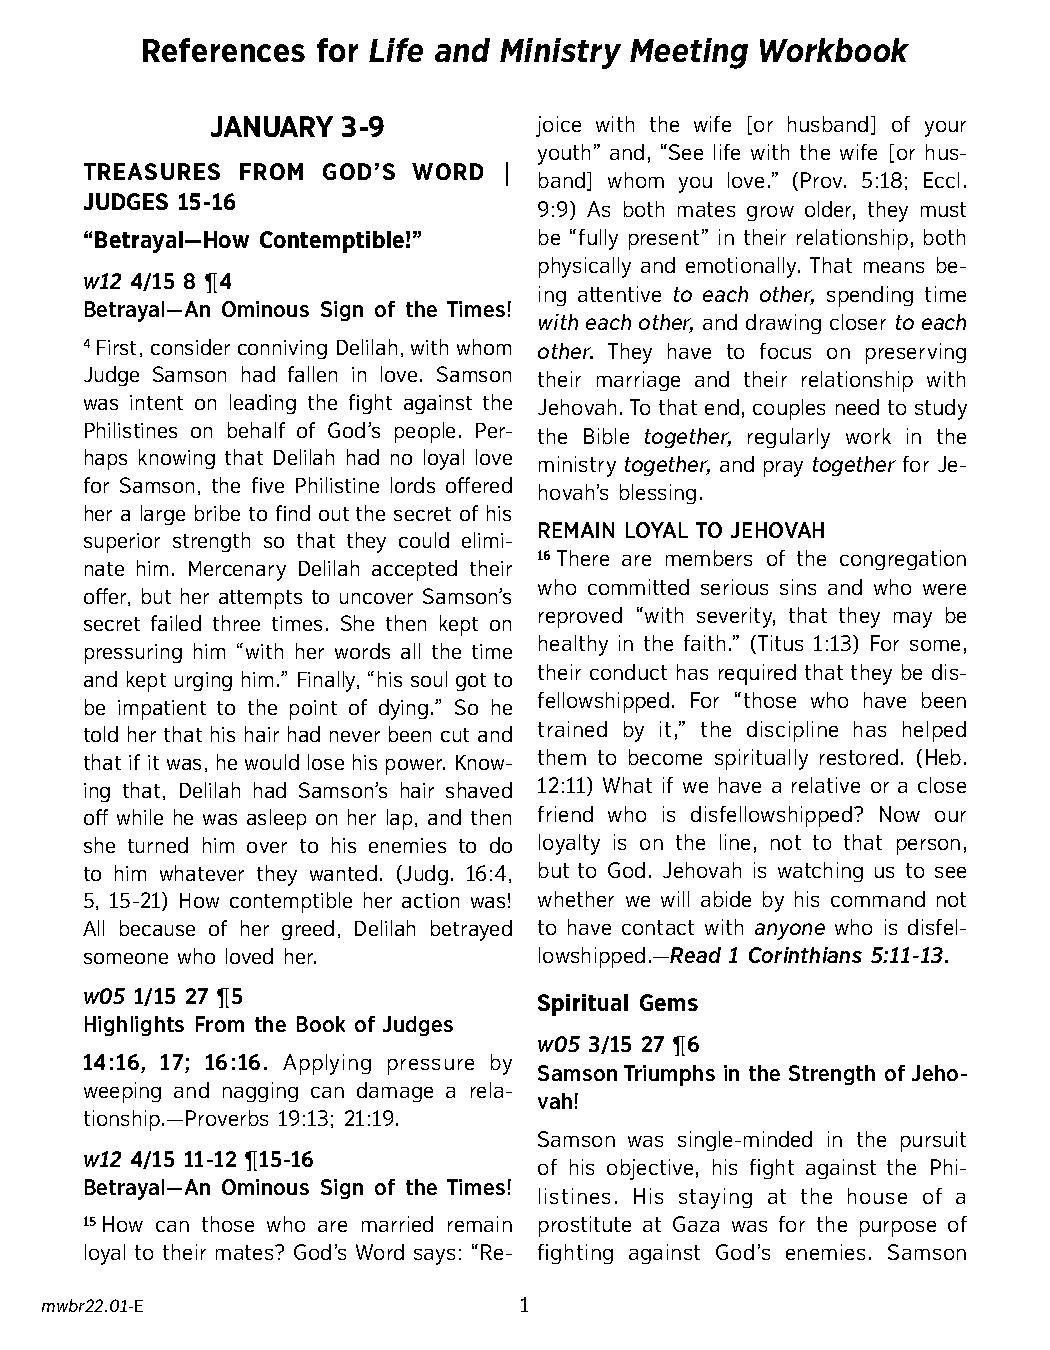 References for Life and Ministry Meeting Workbook
JANUARY 3-9
TREASURES FROM GOD’S WORD |
JUDGES 15-16
“Betrayal—How Contemptible!”
w12 4/15 8 ¶4
Betrayal—An Ominous Sign of the Times!
4 First, consider conniving Delilah, with whom
Judge Samson had fallen in love. Samson
was intent on leading the fight against the
Philistines on behalf of God’s people. Per-
haps knowing that Delilah had no loyal love
for Samson, the five Philistine lords offered
her a large bribe to find out the secret of his
superior strength so that they could elimi-
nate him. Mercenary Delilah accepted their
offer, but her attempts to uncover Samson’s
secret failed three times. She then kept on
pressuring him “with her words all the time
and kept urging him.” Finally, “his soul got to
be impatient to the point of dying.” So he
told her that his hair had never been cut and
that if it was, he would lose his power. Know-
ing that, Delilah had Samson’s hair shaved
off while he was asleep on her lap, and then
she turned him over to his enemies to do
to him whatever they wanted. (Judg. 16:4,
5, 15-21) How contemptible her action was!
All because of her greed, Delilah betrayed
someone who loved her.
w05 1/15 27 ¶5
Highlights From the Book of Judges
14:16, 17; 16:16. Applying pressure by
weeping and nagging can damage a rela-
tionship.—Proverbs 19:13; 21:19.
w12 4/15 11-12 ¶15-16
Betrayal—An Ominous Sign of the Times!
15 How can those who are married remain
loyal to their mates? God’s Word says: “Re-
joice with the wife [or husband] of your
youth” and, “See life with the wife [or hus-
band] whom you love.” (Prov. 5:18; Eccl.
9:9) As both mates grow older, they must
be “fully present” in their relationship, both
physically and emotionally. That means be-
ing attentive to each other, spending time
with each other, and drawing closer to each
other. They have to focus on preserving
their marriage and their relationship with
Jehovah. To that end, couples need to study
the Bible together, regularly work in the
ministry together, and pray together for Je-
hovah’s blessing.
REMAIN LOYAL TO JEHOVAH
16 There are members of the congregation
who committed serious sins and who were
reproved “with severity, that they may be
healthy in the faith.” (Titus 1:13) For some,
their conduct has required that they be dis-
fellowshipped. For “those who have been
trained by it,” the discipline has helped
them to become spiritually restored. (Heb.
12:11) What if we have a relative or a close
friend who is disfellowshipped? Now our
loyalty is on the line, not to that person,
but to God. Jehovah is watching us to see
whether we will abide by his command not
to have contact with anyone who is disfel-
lowshipped.—Read 1 Corinthians 5:11-13.
Spiritual Gems
w05 3/15 27 ¶6
Samson Triumphs in the Strength of Jeho-
vah!
Samson was single-minded in the pursuit
of his objective, his fight against the Phi-
listines. His staying at the house of a
prostitute at Gaza was for the purpose of
fighting against God’s enemies. Samson
mwbr22.01-E
1